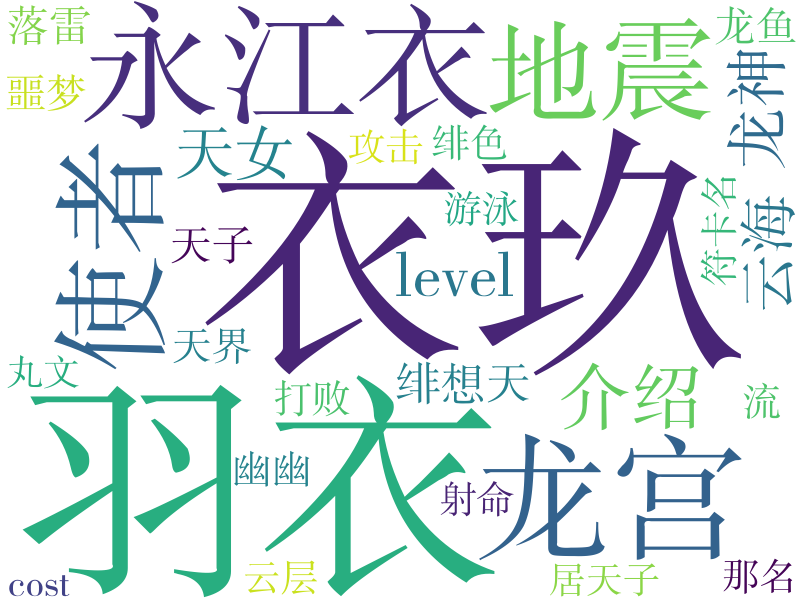 落雷
永江衣
地震
龙鱼
噩梦
龙神
使者
天女
攻击
绯色
衣玖
游泳
符卡名
云海
天子
level
天界
丸文
羽衣
打败
绯想天
介绍
流
幽幽
龙宫
射命
cost
云层
居天子
那名